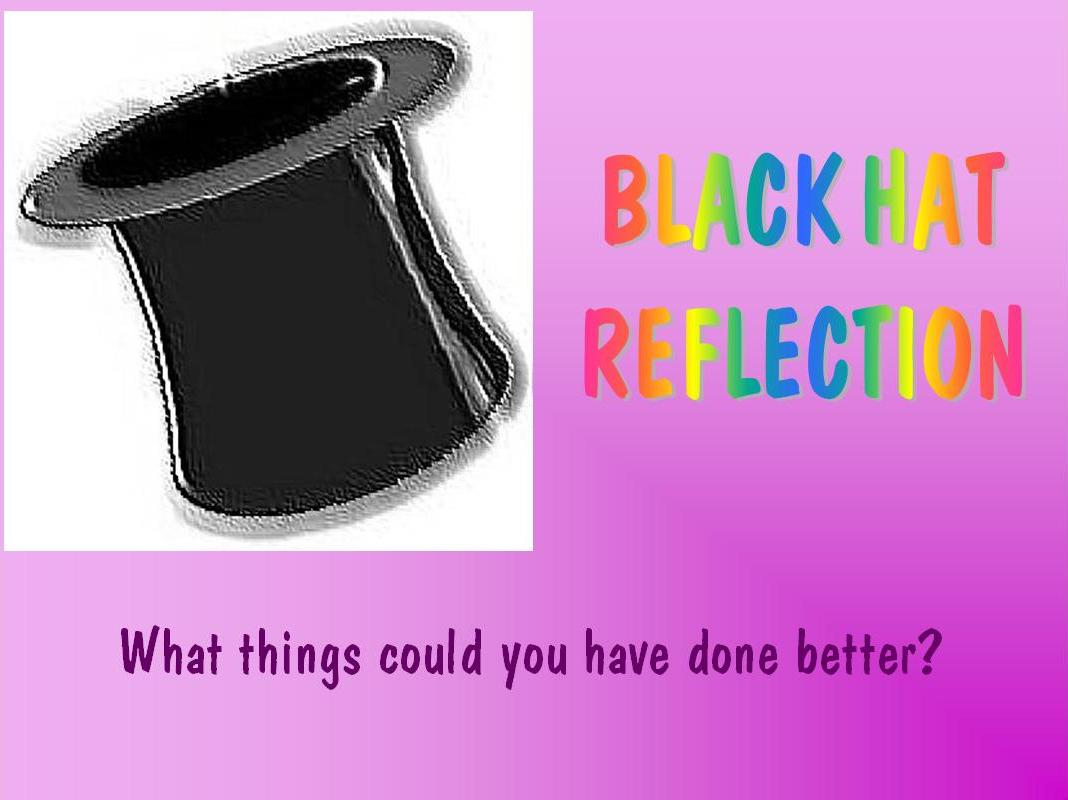 BLACK HAT
REFLECTION
What things could you have done better?